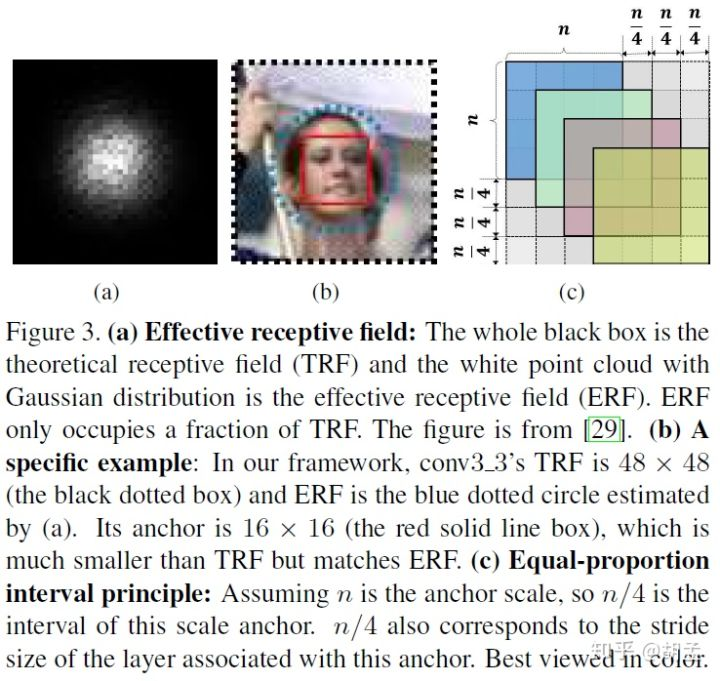 n
n/4 n/4 n/4
n
n/4
n/4
n/4
(a) (b) (c)
Figure 3. (a) Effective receptive field: The whole black box is the
theoretical receptive field (TRF) and the white point cloud with
Gaussian distribution is the effective receptive field (ERF). ERF
only occupies a fraction of TRF. The figure is from [29]. (b) A
specific example: In our framework, conv3_3's TRF is 48 × 48
(the black dotted box) and ERF is the blue dotted circle estimated
by (a). Its anchor is 16 × 16 (the red solid line box), which is
much smaller than TRF but matches ERF. (c) Equal-proportion
interval principle: Assuming n is the anchor scale, so n/4 is the
interval of this scale anchor. n/4 also corresponds to the stride
size of the layer associated with this anchor. Best viewed in color.
知乎 @胡孟